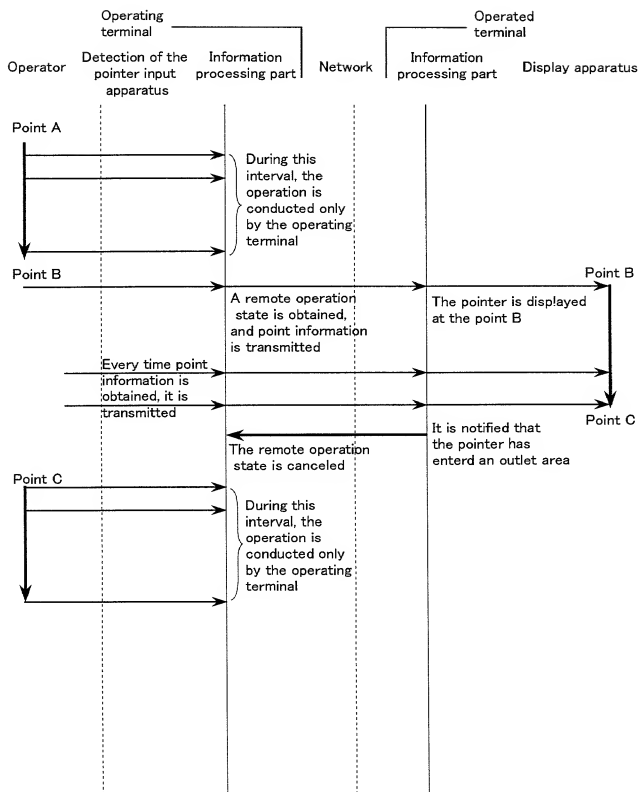 Operating
terminal
Operated
terminal
Operator
Detection of the
pointer input
apparatus
Information
processing part
Network
Information
processing part
Display apparatus
Point A
During this
interval, the
operation is
conducted only
by the operating
terminal
Point B
Point B
A remote operation
state is obtained,
and point information
is transmitted
The pointer is displayed
at the point B
Every time point
information is
obtained, it is
transmitted
Point C
It is notified that
the pointer has
enterd an outlet area
The remote operation
state is canceled
Point C
During this
interval, the
operation is
conducted only
by the operating
terminal